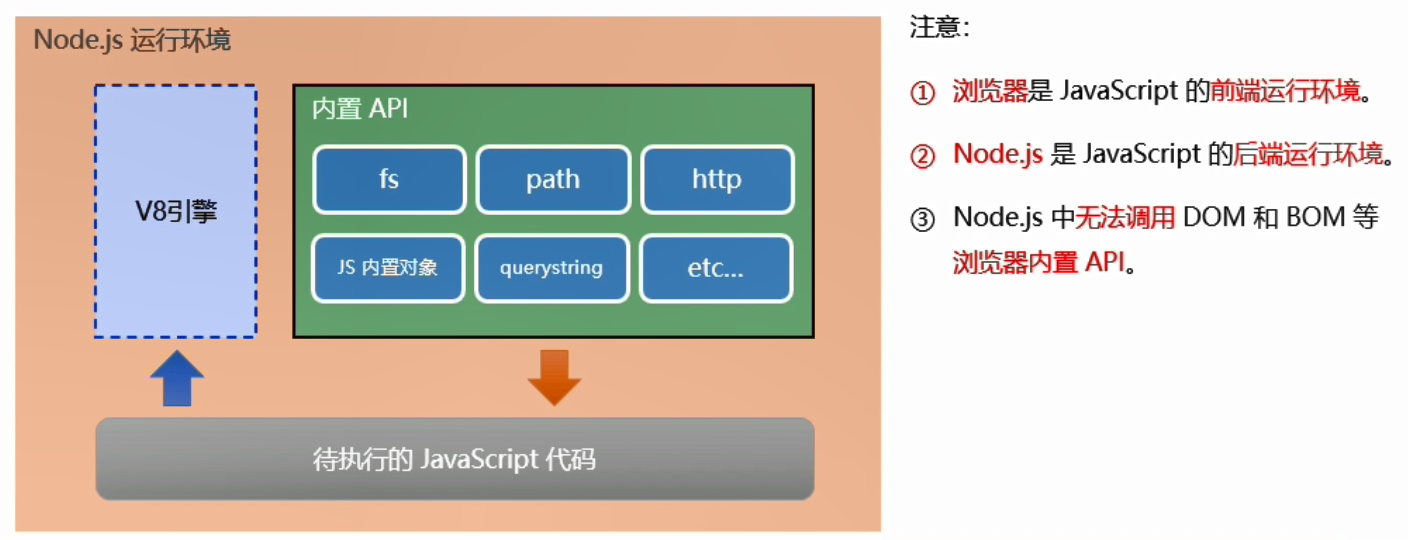 Node.js 运行环境
V8引擎
内置 API
fs
path
http
JS 内置对象
querystring
etc...
待执行的 JavaScript 代码
注意：
① 浏览器是 JavaScript 的前端运行环境。
② Node.js 是 JavaScript 的后端运行环境。
③ Node.js 中无法调用 DOM 和 BOM 等
浏览器内置 API。